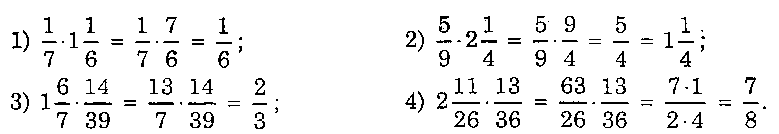 1) 1/7 · 1 1/6 = 1/7 · 7/6 = 1/6; 2) 5/9 · 2 1/4 = 5/9 · 9/4 = 5/4 = 1 1/4;
3) 1 6/7 · 14/39 = 13/7 · 14/39 = 2/3; 4) 2 11/26 · 13/36 = 63/26 · 13/36 = 7·1/2·4 = 7/8.